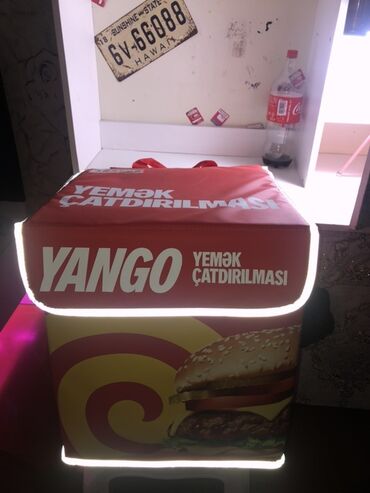 SUNSHINE STATE
6V-66088
HAWAII
YEMƏK
ÇATDIRILMASI
YANGO
YEMƏK
ÇATDIRILMASI